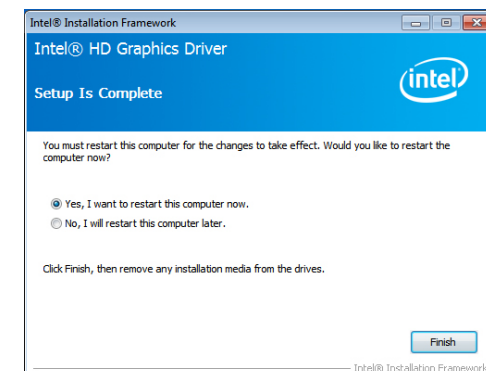 Intel® Installation Framework
Intel® HD Graphics Driver
intel
Setup Is Complete
You must restart this computer for the changes to take effect. Would you like to restart the
computer now?
Yes, I want to restart this computer now.
No, I will restart this computer later.
Click Finish, then remove any installation media from the drives.
Finish
Intel® Installation Framework